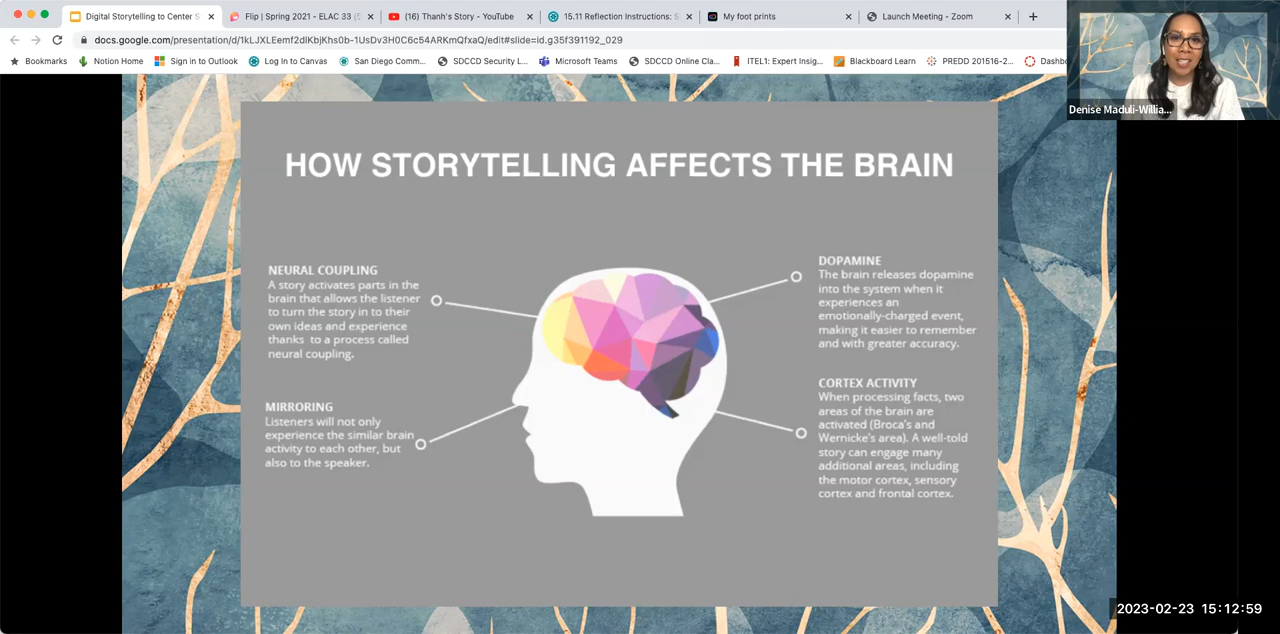 Digital Storytelling to Center S
Flip | Spring 2021 - ELAC 33 (
(16) Thanh's Story - YouTube
15.11 Reflection Instructions: S
My foot prints
Launch Meeting - Zoom
docs.google.com/presentation/d/1kLJXLEemf2dlKbjKhs0b-1UsDv3H0C6c54ARKmQfxaQ/edit#slide=id.g35f391192_029
Bookmarks
Notion Home
Sign in to Outlook
Log In to Canvas
San Diego Comm...
SDCCD Security L...
Microsoft Teams
SDCCD Online Cla...
ITEL1: Expert Insig...
Blackboard Learn
PREDD 201516-2...
Dashbo
Denise Maduli-Willia...
HOW STORYTELLING AFFECTS THE BRAIN
NEURAL COUPLING
A story activates parts in the
brain that allows the listener
to turn the story in to their
own ideas and experience
thanks to a process called
neural coupling.
MIRRORING
Listeners will not only
experience the similar brain
activity to each other, but
also to the speaker.
DOPAMINE
The brain releases dopamine
into the system when it
experiences an
emotionally-charged event,
making it easier to remember
and with greater accuracy.
CORTEX ACTIVITY
When processing facts, two
areas of the brain are
activated (Broca's and
Wernicke's area). A well-told
story can engage many
additional areas, including
the motor cortex, sensory
cortex and frontal cortex.
2023-02-23 15:12:59